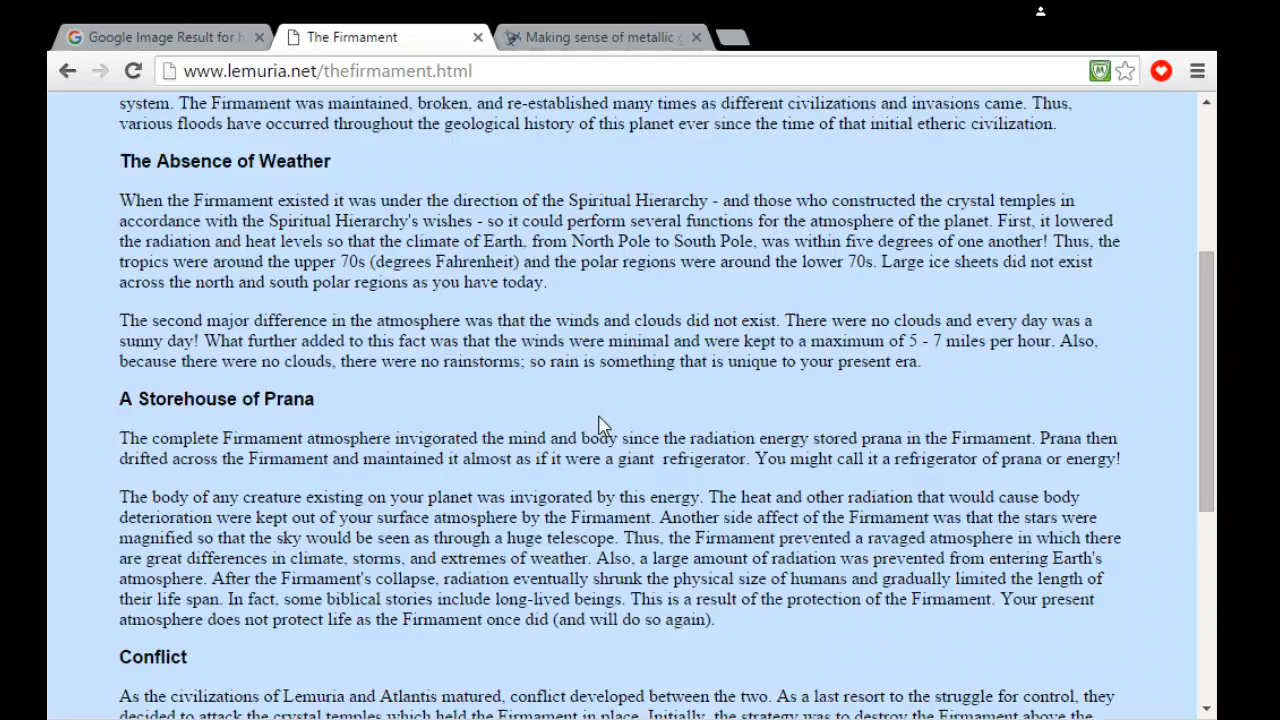 Google Image Result for h
The Firmament
Making sense of metallic g
www.lemuria.net/thefirmament.html
system. The Firmament was maintained, broken, and re-established many times as different civilizations and invasions came. Thus,
various floods have occurred throughout the geological history of this planet ever since the time of that initial etheric civilization.
The Absence of Weather
When the Firmament existed it was under the direction of the Spiritual Hierarchy - and those who constructed the crystal temples in
accordance with the Spiritual Hierarchy's wishes - so it could perform several functions for the atmosphere of the planet. First, it lowered
the radiation and heat levels so that the climate of Earth, from North Pole to South Pole, was within five degrees of one another! Thus, the
tropics were around the upper 70s (degrees Fahrenheit) and the polar regions were around the lower 70s. Large ice sheets did not exist
across the north and south polar regions as you have today.
The second major difference in the atmosphere was that the winds and clouds did not exist. There were no clouds and every day was a
sunny day! What further added to this fact was that the winds were minimal and were kept to a maximum of 5 - 7 miles per hour. Also,
because there were no clouds, there were no rainstorms; so rain is something that is unique to your present era.
A Storehouse of Prana
The complete Firmament atmosphere invigorated the mind and body since the radiation energy stored prana in the Firmament. Prana then
drifted across the Firmament and maintained it almost as if it were a giant refrigerator. You might call it a refrigerator of prana or energy!
The body of any creature existing on your planet was invigorated by this energy. The heat and other radiation that would cause body
deterioration were kept out of your surface atmosphere by the Firmament. Another side affect of the Firmament was that the stars were
magnified so that the sky would be seen as through a huge telescope. Thus, the Firmament prevented a ravaged atmosphere in which there
are great differences in climate, storms, and extremes of weather. Also, a large amount of radiation was prevented from entering Earth's
atmosphere. After the Firmament's collapse, radiation eventually shrunk the physical size of humans and gradually limited the length of
their life span. In fact, some biblical stories include long-lived beings. This is a result of the protection of the Firmament. Your present
atmosphere does not protect life as the Firmament once did (and will do so again).
Conflict
As the civilizations of Lemuria and Atlantis matured, conflict developed between the two. As a last resort to the struggle for control, they
decided to attack the crystal temples which held the Firmament in place. Initially, the strategy was to destroy the Firmament above the